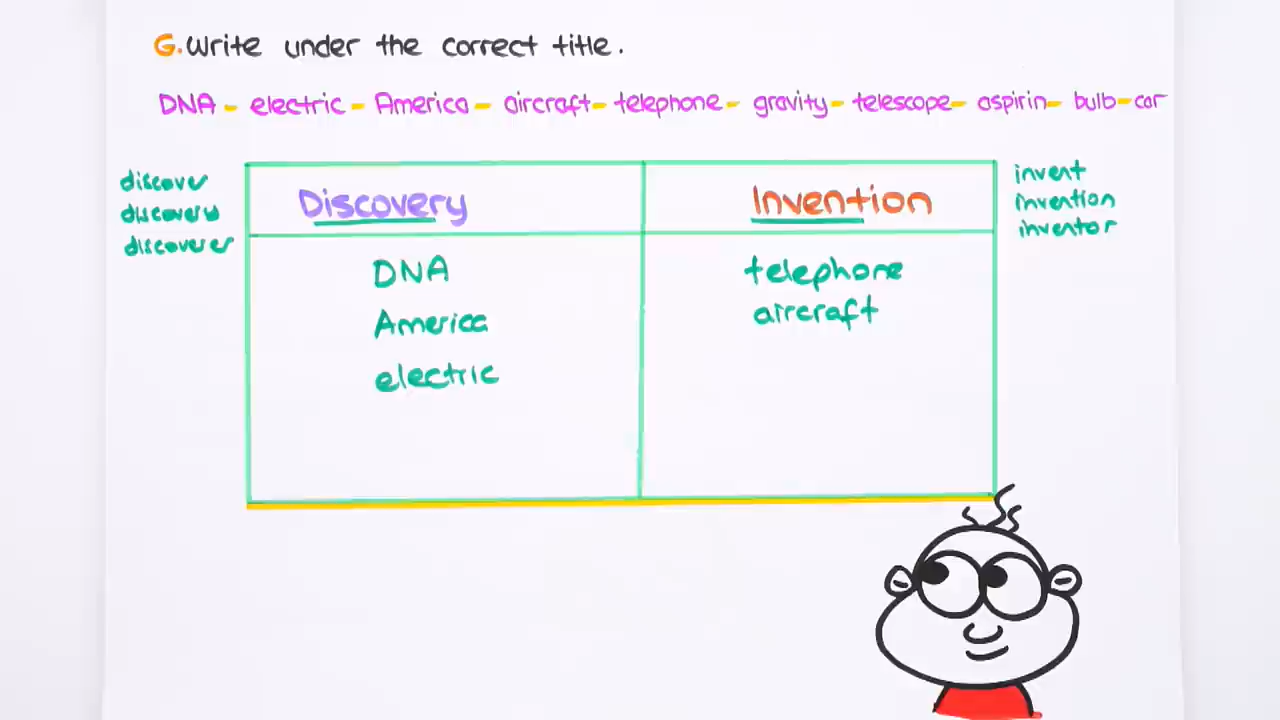 G. Write under the correct title.
DNA - electric - America - aircraft - telephone - gravity - telescope - aspirin - bulb - car
discover
discovery
discoverer
Discovery
Invention
invent
invention
inventor
DNA
telephone
America
aircraft
electric